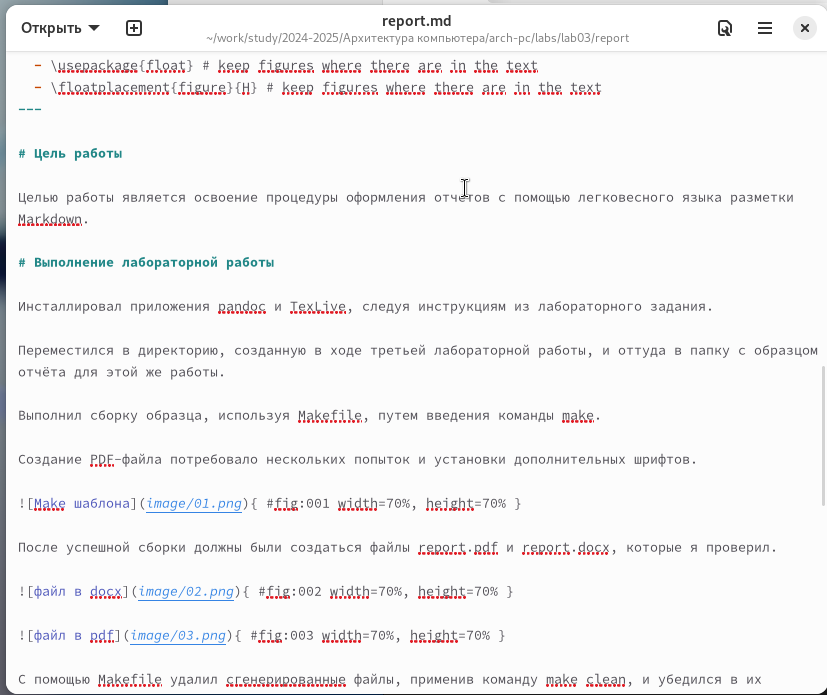 Открыть
report.md
~/work/study/2024-2025/Архитектура компьютера/arch-pc/labs/lab03/report
- \usepackage{float} # keep figures where there are in the text
- \floatplacement{figure}{H} # keep figures where there are in the text
---
# Цель работы
Целью работы является освоение процедуры оформления отчетов с помощью легковесного языка разметки
Markdown.
# Выполнение лабораторной работы
Инсталлировал приложения pandoc и TexLive, следуя инструкциям из лабораторного задания.
Переместился в директорию, созданную в ходе третьей лабораторной работы, и оттуда в папку с образцом
отчёта для этой же работы.
Выполнил сборку образца, используя Makefile, путем введения команды make.
Создание PDF-файла потребовало нескольких попыток и установки дополнительных шрифтов.
![Make шаблона](image/01.png){ #fig:001 width=70%, height=70% }
После успешной сборки должны были создаться файлы report.pdf и report.docx, которые я проверил.
![файл в docx](image/02.png){ #fig:002 width=70%, height=70% }
![файл в pdf](image/03.png){ #fig:003 width=70%, height=70% }
С помощью Makefile удалил сгенерированные файлы, применив команду make clean, и убедился в их